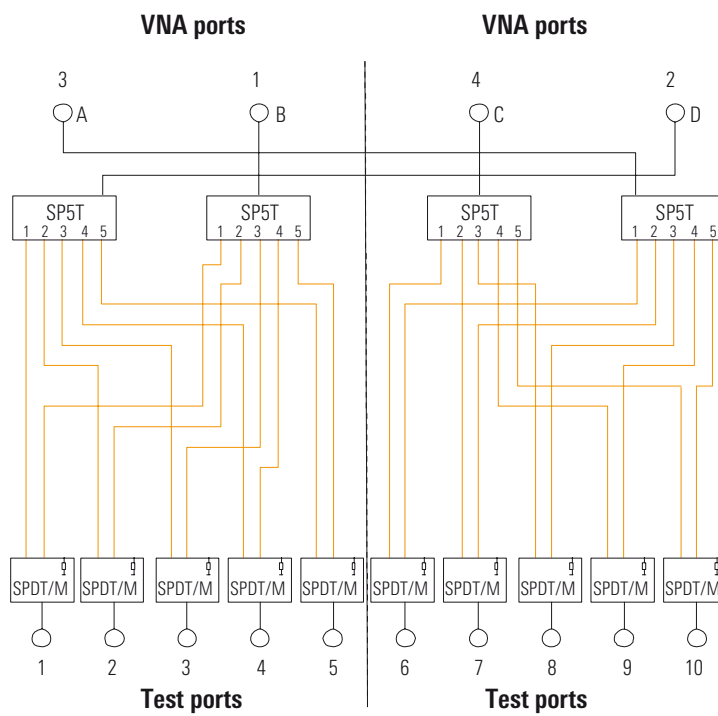 VNA ports VNA ports
3 1 4 2
A B C D
SP5T SP5T SP5T SP5T
1 2 3 4 5 1 2 3 4 5 1 2 3 4 5 1 2 3 4 5
SPDT/M SPDT/M SPDT/M SPDT/M SPDT/M SPDT/M SPDT/M SPDT/M SPDT/M SPDT/M
1 2 3 4 5 6 7 8 9 10
Test ports Test ports